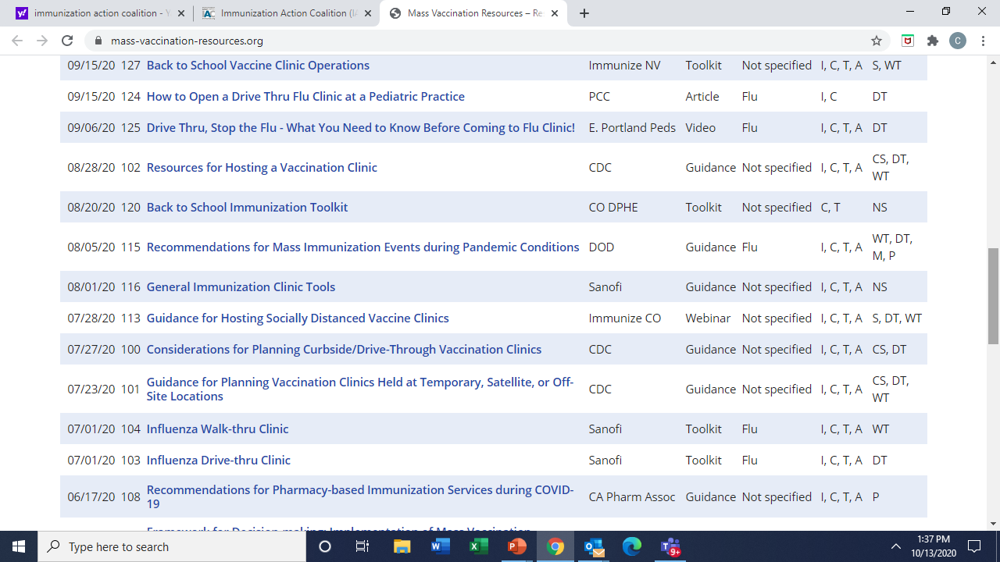 immunization action coalition - Y
Immunization Action Coalition (IA
Mass Vaccination Resources – Re
mass-vaccination-resources.org
C
09/15/20 127 Back to School Vaccine Clinic Operations Immunize NV Toolkit Not specified I, C, T, A S, WT
09/15/20 124 How to Open a Drive Thru Flu Clinic at a Pediatric Practice PCC Article Flu I, C DT
09/06/20 125 Drive Thru, Stop the Flu - What You Need to Know Before Coming to Flu Clinic! E. Portland Peds Video Flu I, C, T, A DT
08/28/20 102 Resources for Hosting a Vaccination Clinic CDC Guidance Not specified I, C, T, A CS, DT,
WT
08/20/20 120 Back to School Immunization Toolkit CO DPHE Toolkit Not specified C, T NS
08/05/20 115 Recommendations for Mass Immunization Events during Pandemic Conditions DOD Guidance Flu I, C, T, A WT, DT,
M, P
08/01/20 116 General Immunization Clinic Tools Sanofi Guidance Not specified I, C, T, A NS
07/28/20 113 Guidance for Hosting Socially Distanced Vaccine Clinics Immunize CO Webinar Not specified I, C, T, A S, DT, WT
07/27/20 100 Considerations for Planning Curbside/Drive-Through Vaccination Clinics CDC Guidance Not specified I, C, T, A CS, DT
07/23/20 101 Guidance for Planning Vaccination Clinics Held at Temporary, Satellite, or Off-
Site Locations CDC Guidance Not specified I, C, T, A CS, DT,
WT
07/01/20 104 Influenza Walk-thru Clinic Sanofi Toolkit Flu I, C, T, A WT
07/01/20 103 Influenza Drive-thru Clinic Sanofi Toolkit Flu I, C, T, A DT
06/17/20 108 Recommendations for Pharmacy-based Immunization Services during COVID-
19 CA Pharm Assoc Guidance Not specified I, C, T, A P
Framework for Decision-making: Implementation of Mass Vaccination
Type here to search
9+
1:37 PM
10/13/2020